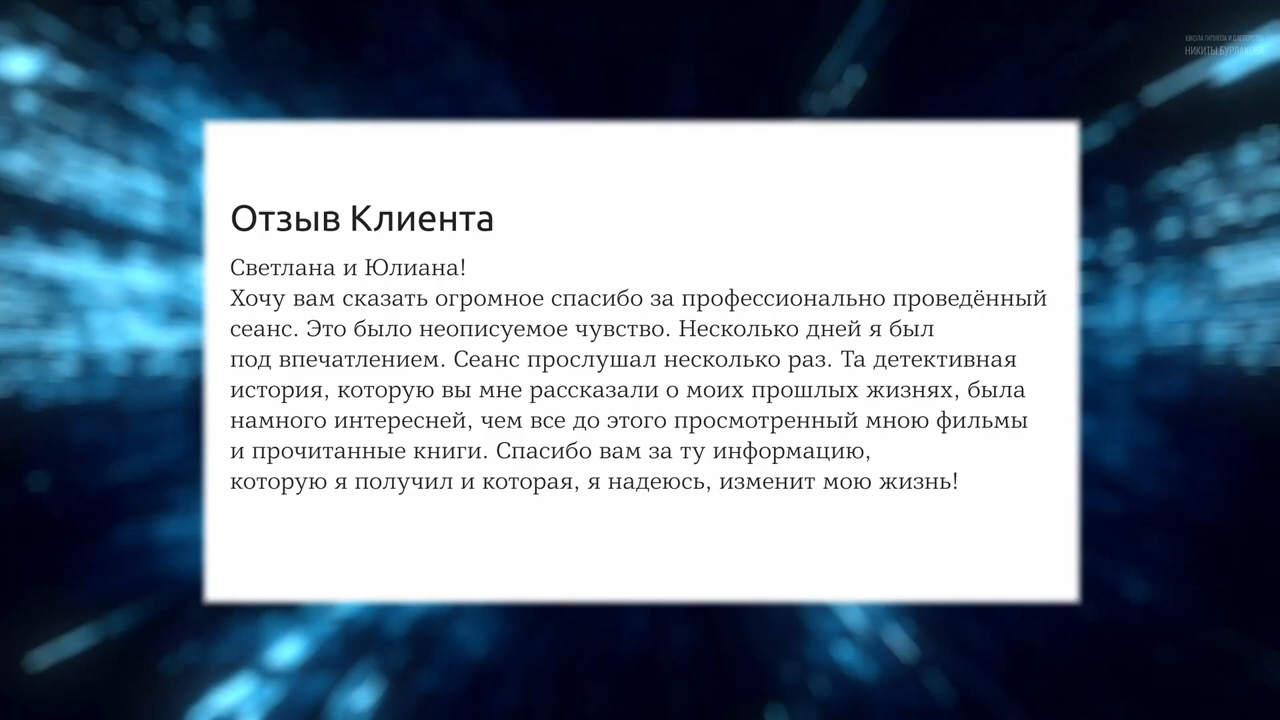 ШКОЛА ГИПНОЗА И
НИКИТЫ БУРЛАКОВА
Отзыв Клиента
Светлана и Юлиана!
Хочу вам сказать огромное спасибо за профессионально проведённый
сеанс. Это было неописуемое чувство. Несколько дней я был
под впечатлением. Сеанс прослушал несколько раз. Та детективная
история, которую вы мне рассказали о моих прошлых жизнях, была
намного интересней, чем все до этого просмотренный мною фильмы
и прочитанные книги. Спасибо вам за ту информацию,
которую я получил и которая, я надеюсь, изменит мою жизнь!